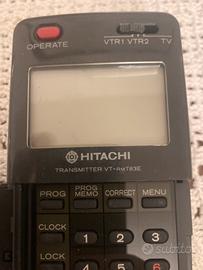 OPERATE
VTR1 VTR2 TV
HITACHI
TRANSMITTER VT-RMT83E
PROG PROG MEMO CORRECT MENU
CLOCK
1 2 3
LOCK
4 5 6